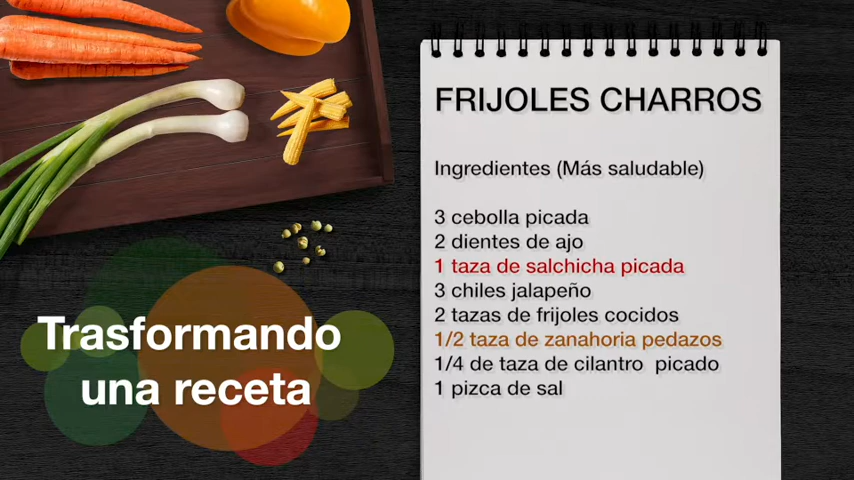 FRIJOLES CHARROS
Ingredientes (Más saludable)
3 cebolla picada
2 dientes de ajo
1 taza de salchicha picada
3 chiles jalapeño
2 tazas de frijoles cocidos
1/2 taza de zanahoria pedazos
1/4 de taza de cilantro picado
1 pizca de sal
Trasformando
una receta